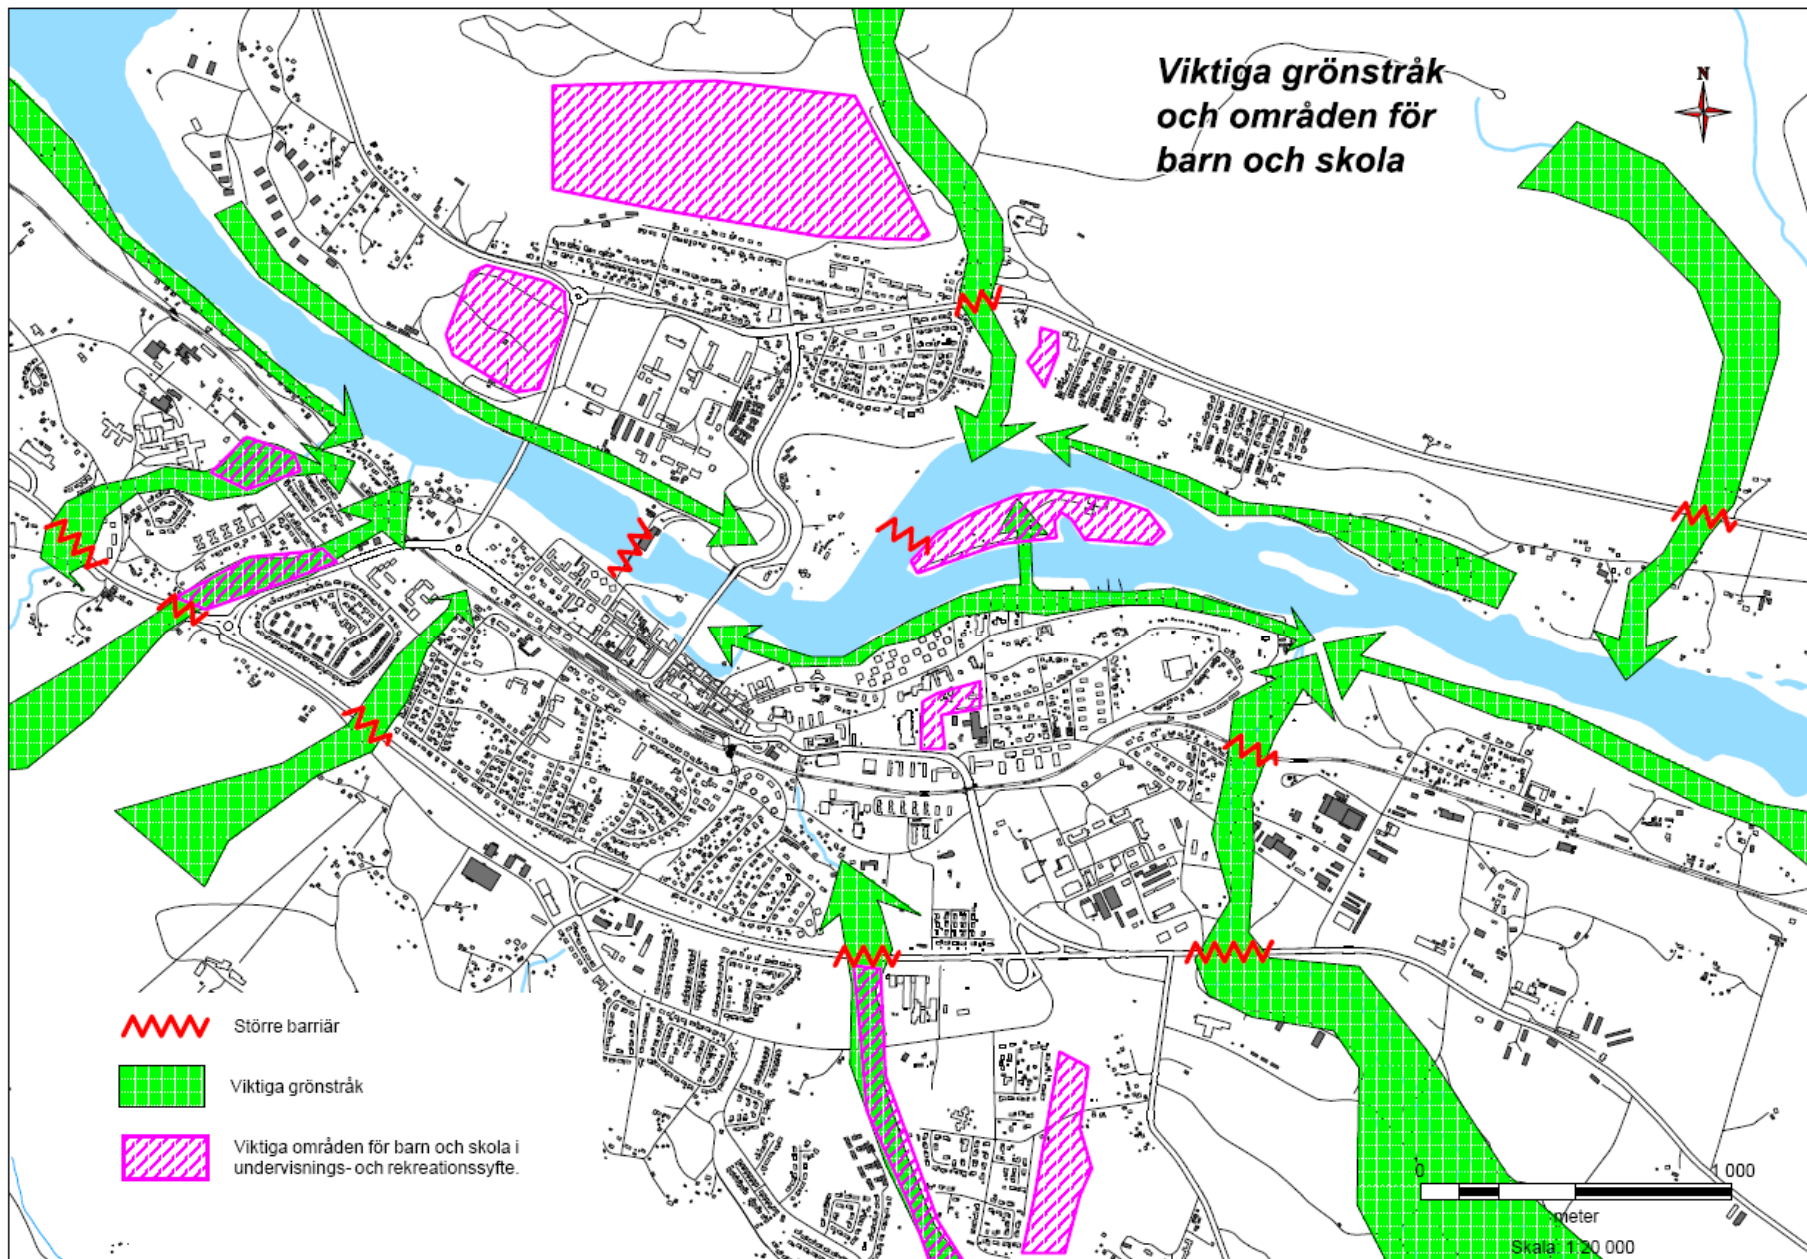 Viktiga grönstråk
och områden för
barn och skola
N
Större barriär
Viktiga grönstråk
Viktiga områden för barn och skola i
undervisnings- och rekreationssyfte.
0 1 000
meter
Skala: 1:20 000